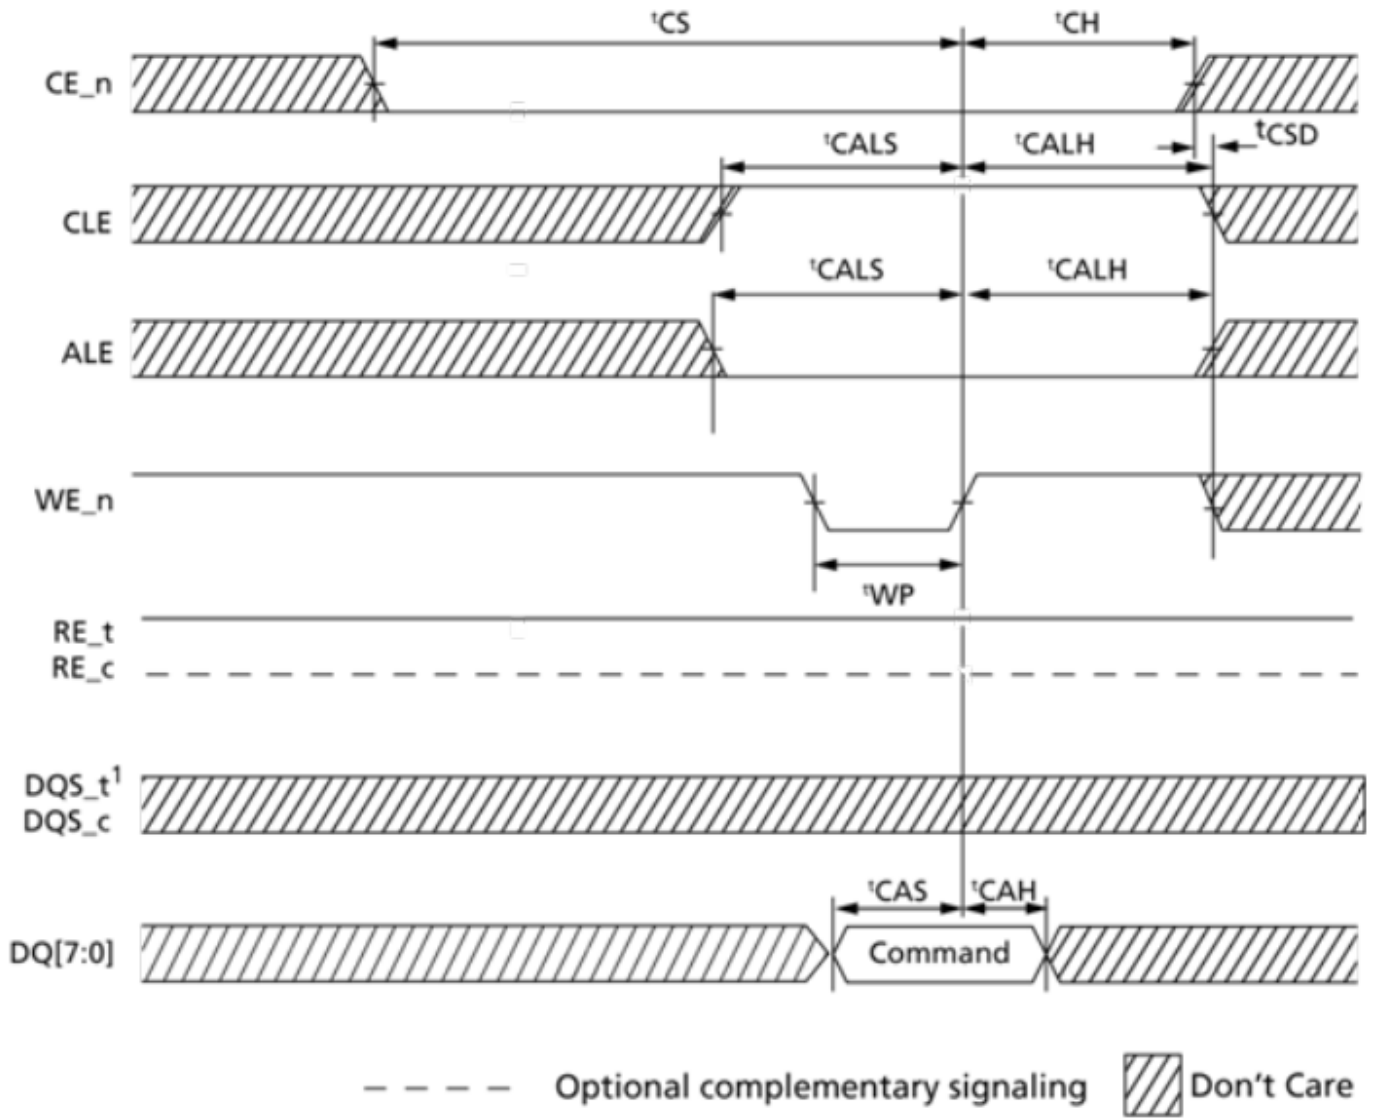 tCS
tCH
CE_n
tCALS
tCALH
tCSD
CLE
tCALS
tCALH
ALE
WE_n
tWP
RE_t
RE_c
DQS_t1
DQS_c
tCAS
tCAH
DQ[7:0]
Command
Optional complementary signaling
Don't Care